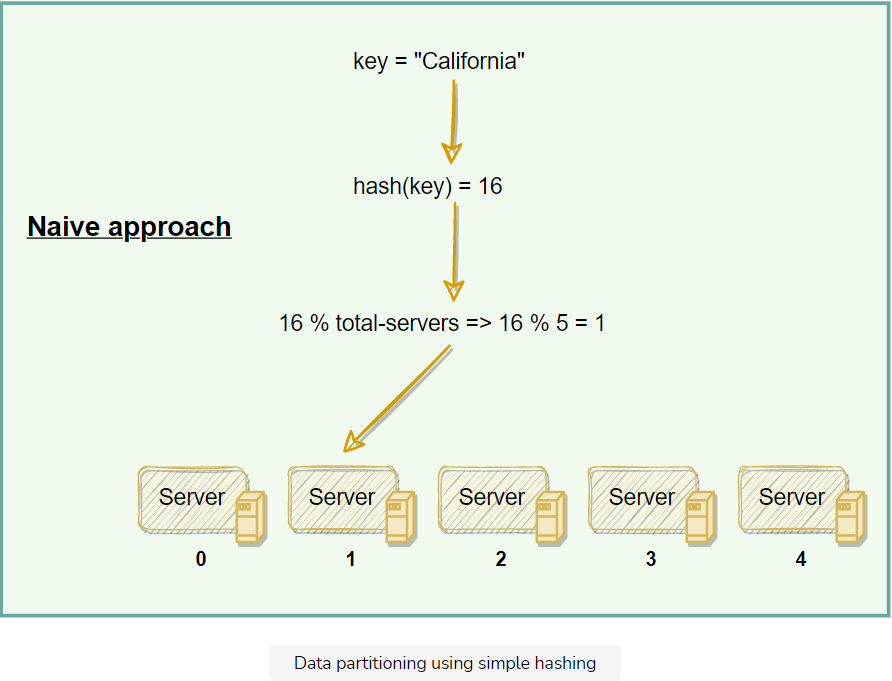 key = "California"
hash(key) = 16
Naive approach
16 % total-servers => 16 % 5 = 1
Server Server Server Server Server
0 1 2 3 4
Data partitioning using simple hashing